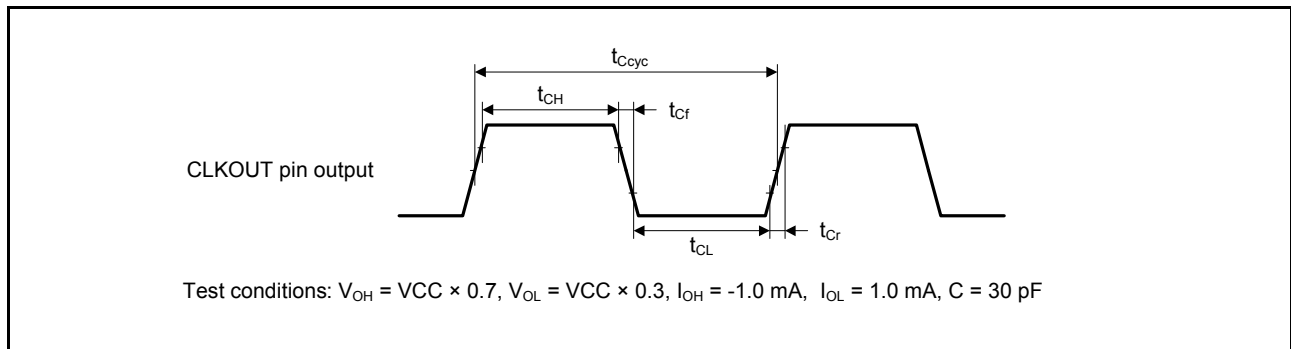 tCcyc
tCH
tCf
CLKOUT pin output
tCL
tCr
Test conditions: VOH = VCC × 0.7, VOL = VCC × 0.3, IOH = -1.0 mA, IOL = 1.0 mA, C = 30 pF